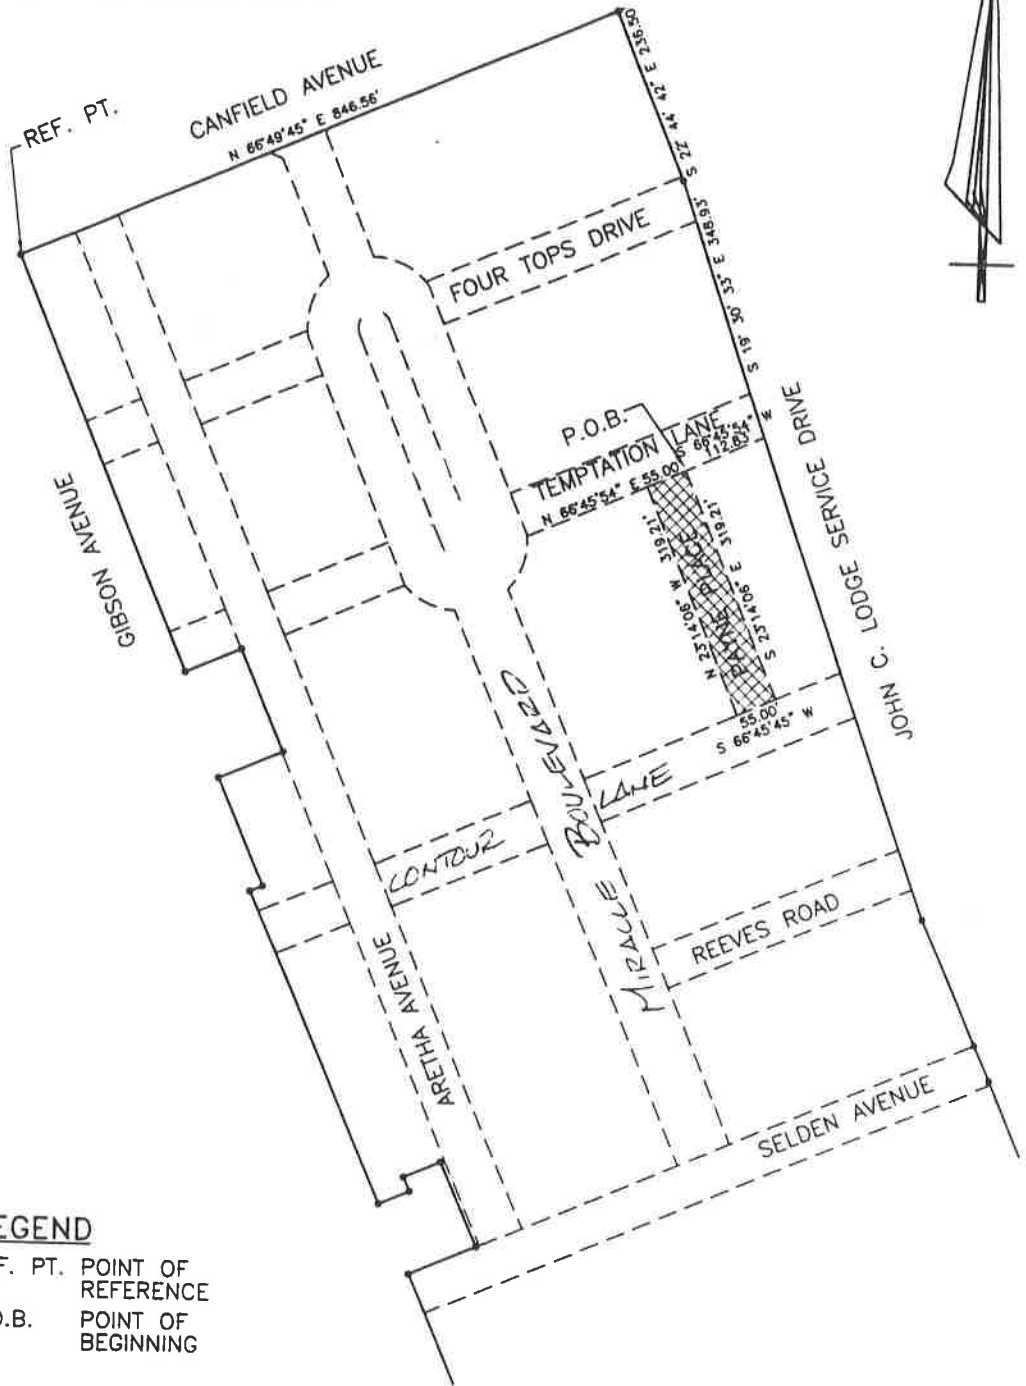 REF. PT.
CANFIELD AVENUE
N 66°49'45" E 846.56'
S 22° 44' 42" E 236.50
FOUR TOPS DRIVE
S 19° 30' 33" E 348.93'
P.O.B.
TEMPTATION LANE
S 66°45'54" W
112.63'
N 66°45'54" E 55.00'
JOHN C. LODGE SERVICE DRIVE
GIBSON AVENUE
N 23°14'06" W 319.21'
PLACE
S 23°14'06" E 319.21'
55.00'
S 66°45'45" W
MIRACLE BOULEVARD
CONTOUR LANE
ARETHA AVENUE
REEVES ROAD
SELDEN AVENUE
EGEND
F. PT. POINT OF
REFERENCE
O.B. POINT OF
BEGINNING